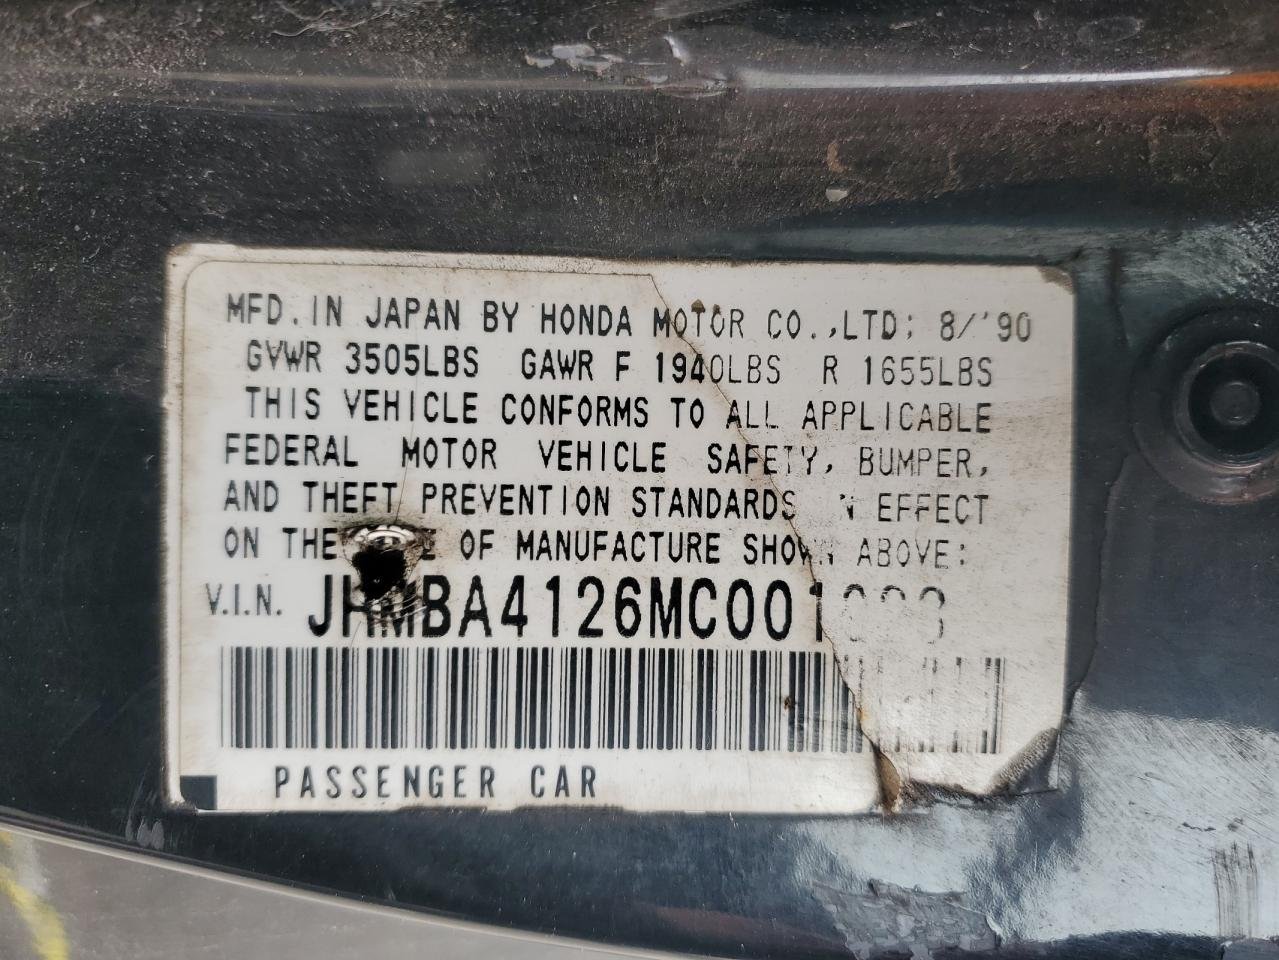 MFD. IN JAPAN BY HONDA MOTOR CO., LTD; 8/'90
GVWR 3505LBS GAWR F 1940LBS R 1655LBS
THIS VEHICLE CONFORMS TO ALL APPLICABLE
FEDERAL MOTOR VEHICLE SAFETY, BUMPER,
AND THEFT PREVENTION STANDARDS IN EFFECT
ON THE OF MANUFACTURE SHOWN ABOVE:
V.I.N.
PASSENGER CAR